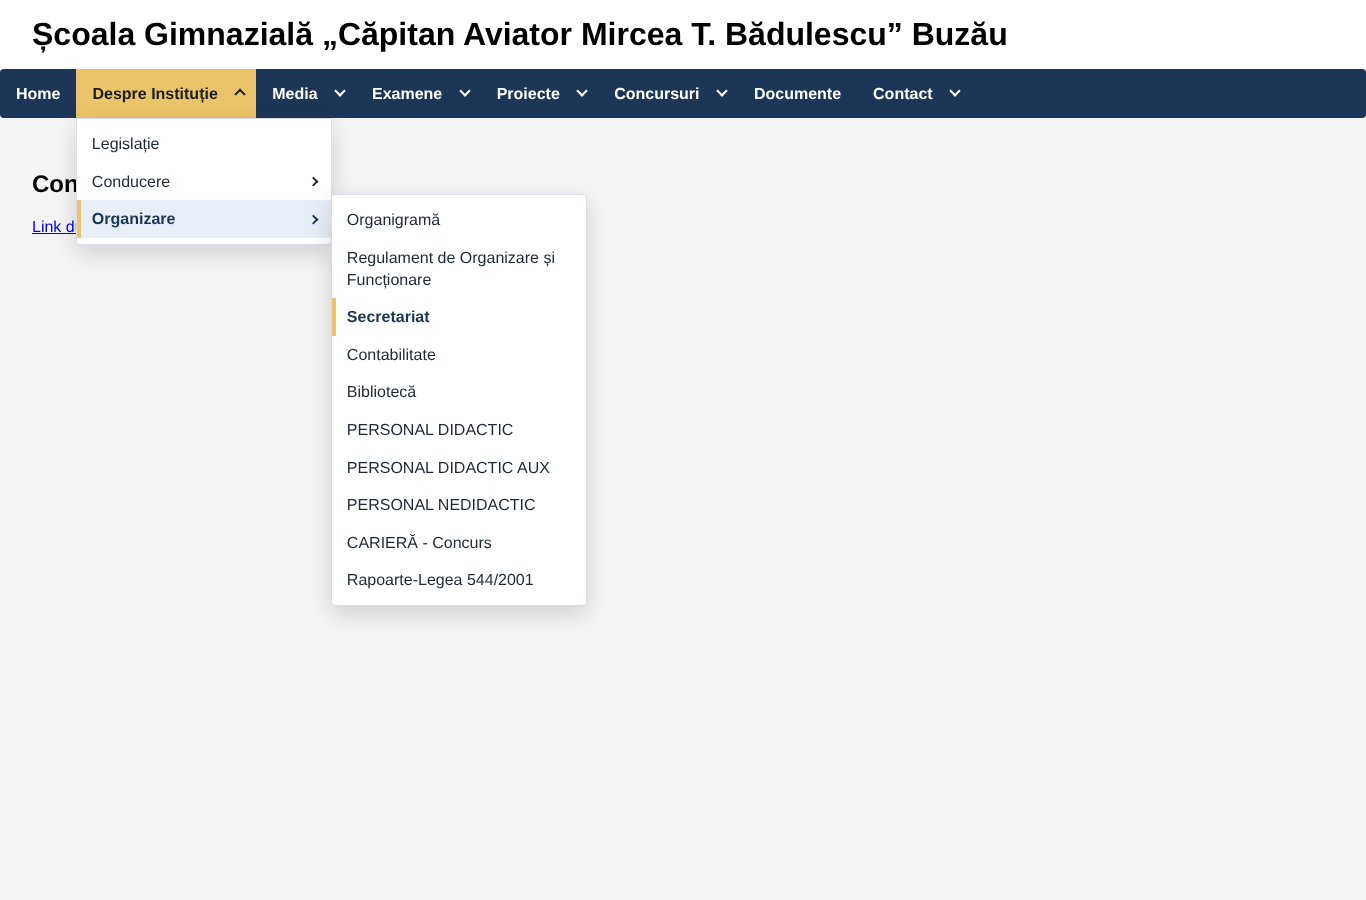 Școala Gimnazială „Căpitan Aviator Mircea T. Bădulescu” Buzău
Home Despre Instituție Media Examene Proiecte Concursuri Documente Contact
Legislație
Conducere
Organizare
Organigramă
Regulament de Organizare și
Funcționare
Secretariat
Contabilitate
Bibliotecă
PERSONAL DIDACTIC
PERSONAL DIDACTIC AUX
PERSONAL NEDIDACTIC
CARIERĂ - Concurs
Rapoarte-Legea 544/2001
Link